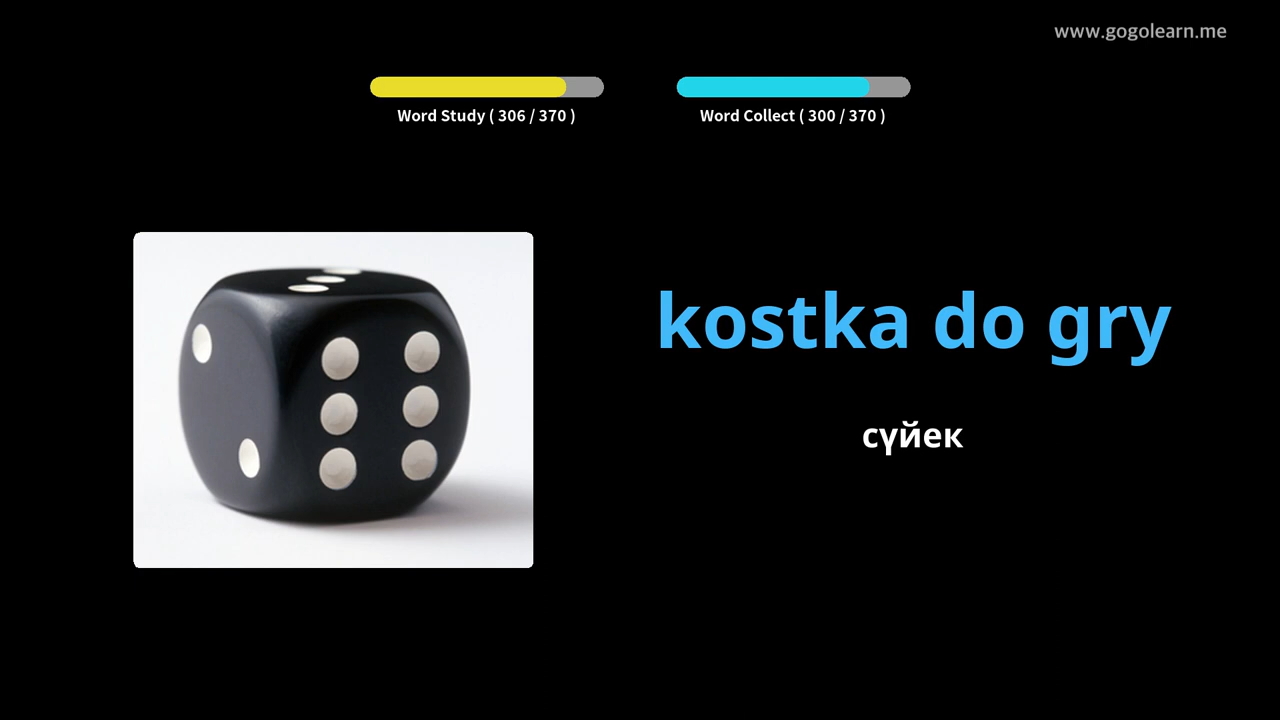 www.gogolearn.me
Word Study ( 306 / 370 )
Word Collect ( 300 / 370 )
kostka do gry
сүйек